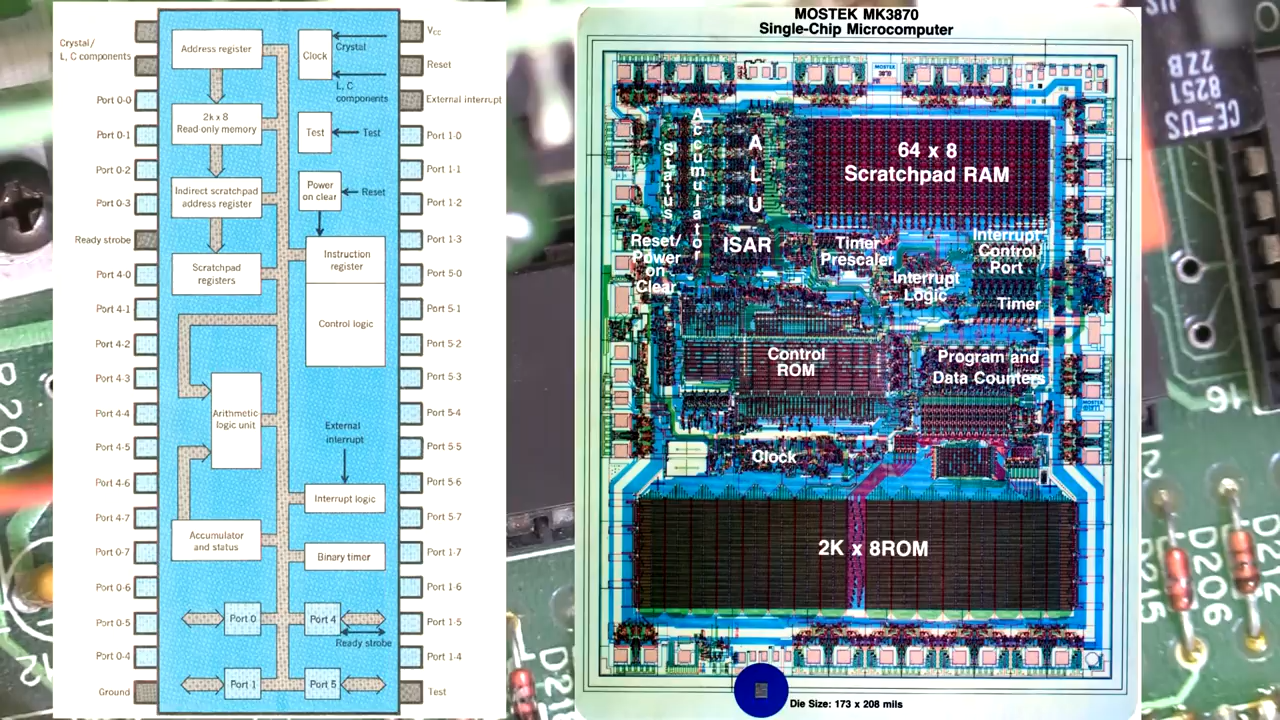 Crystal/
L, C components
Port 0-0
Port 0-1
Port 0-2
Port 0-3
Ready strobe
Port 4-0
Port 4-1
Port 4-2
Port 4-3
Port 4-4
Port 4-5
Port 4-6
Port 4-7
Port 0-7
Port 0-6
Port 0-5
Port 0-4
Ground
Address register
2k x 8
Read-only memory
Indirect scratchpad
address register
Scratchpad
registers
Arithmetic
logic unit
Accumulator
and status
Port 0
Port 1
Clock
Crystal
L, C
components
Test
Test
Power
on clear
Reset
Instruction
register
Control logic
External
interrupt
Interrupt logic
Binary timer
Port 4
Ready strobe
Port 5
VCC
Reset
External interrupt
Port 1-0
Port 1-1
Port 1-2
Port 1-3
Port 5-0
Port 5-1
Port 5-2
Port 5-3
Port 5-4
Port 5-5
Port 5-6
Port 5-7
Port 1-7
Port 1-6
Port 1-5
Port 1-4
Test
MOSTEK MK3870
Single-Chip Microcomputer
Status
Accumulator
ALU
64 x 8
Scratchpad RAM
Reset/
Power
on
Clear
ISAR
Timer
Prescaler
Interrupt
Logic
Interrupt
Control
Port
Timer
Control
ROM
Program and
Data Counters
Clock
2K x 8ROM
Die Size: 173 x 208 mils
US
8251
2ZB
CE-US
16
20
12
D206